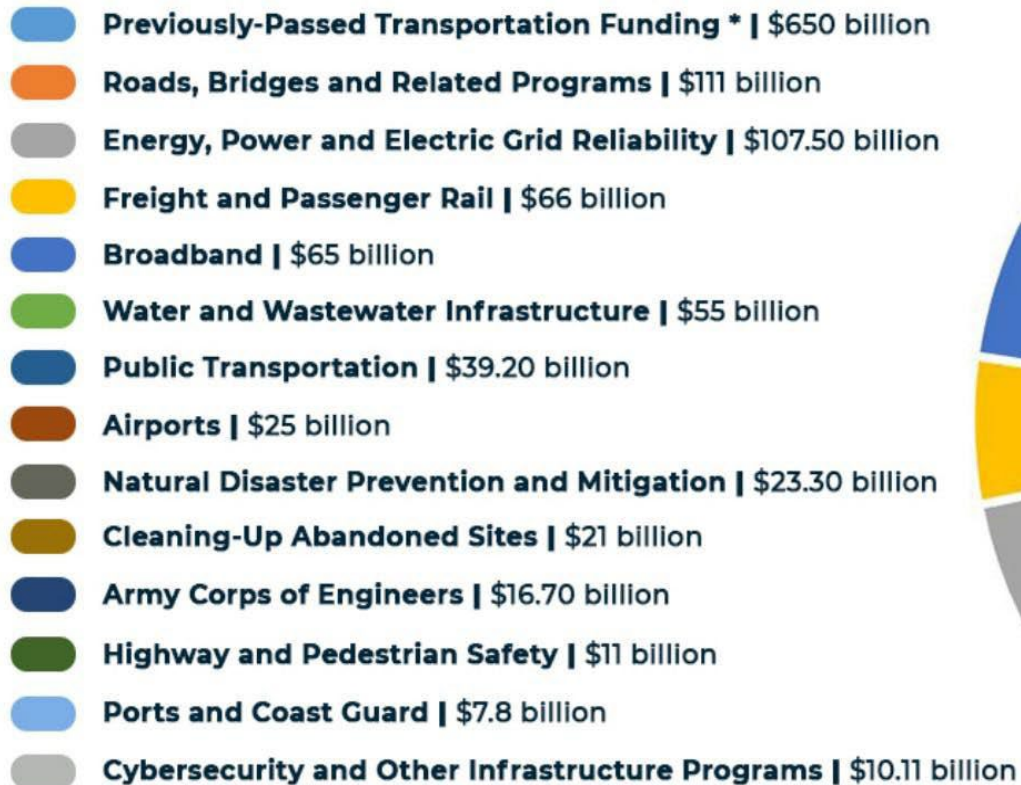 Previously-Passed Transportation Funding * | $650 billion
Roads, Bridges and Related Programs | $111 billion
Energy, Power and Electric Grid Reliability | $107.50 billion
Freight and Passenger Rail | $66 billion
Broadband | $65 billion
Water and Wastewater Infrastructure | $55 billion
Public Transportation | $39.20 billion
Airports | $25 billion
Natural Disaster Prevention and Mitigation | $23.30 billion
Cleaning-Up Abandoned Sites | $21 billion
Army Corps of Engineers | $16.70 billion
Highway and Pedestrian Safety | $11 billion
Ports and Coast Guard | $7.8 billion
Cybersecurity and Other Infrastructure Programs | $10.11 billion